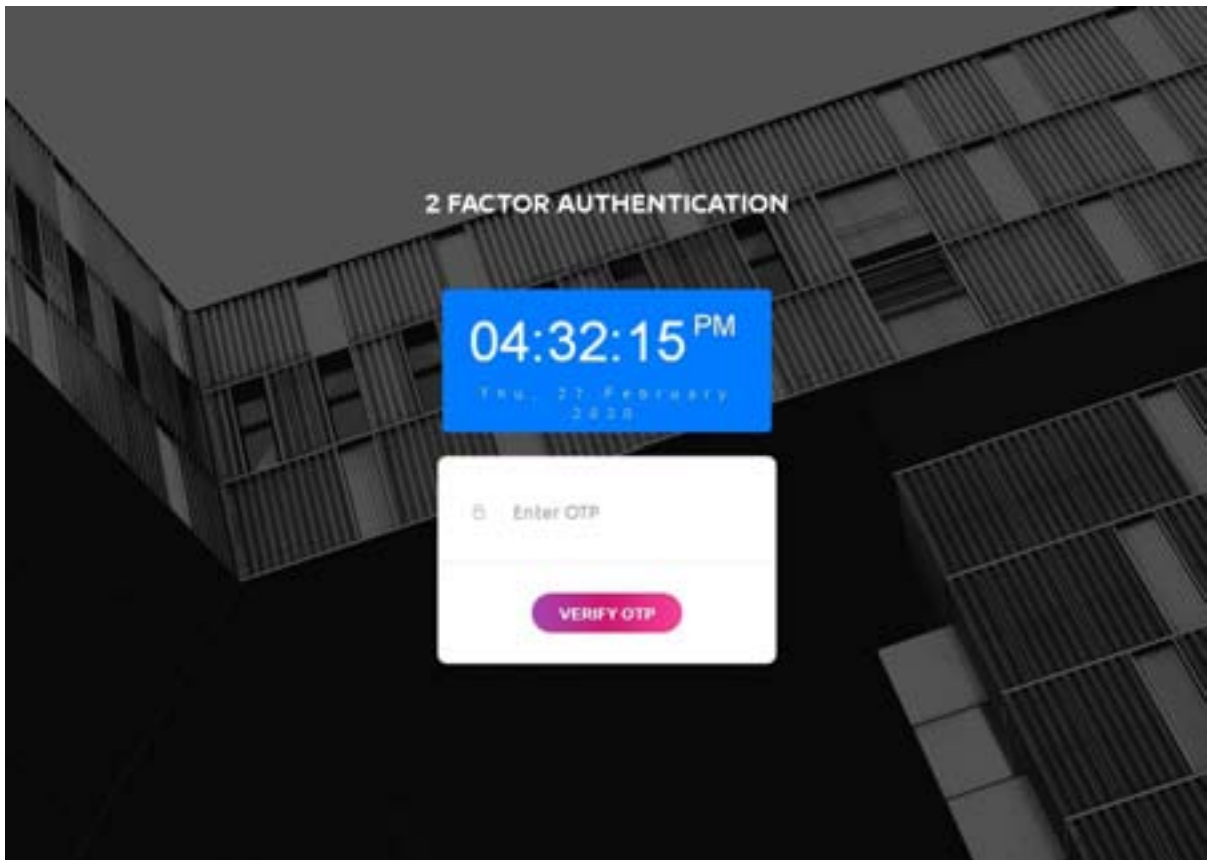 2 FACTOR AUTHENTICATION
04:32:15 PM
Thu, 27 February
2020
Enter OTP
VERIFY OTP